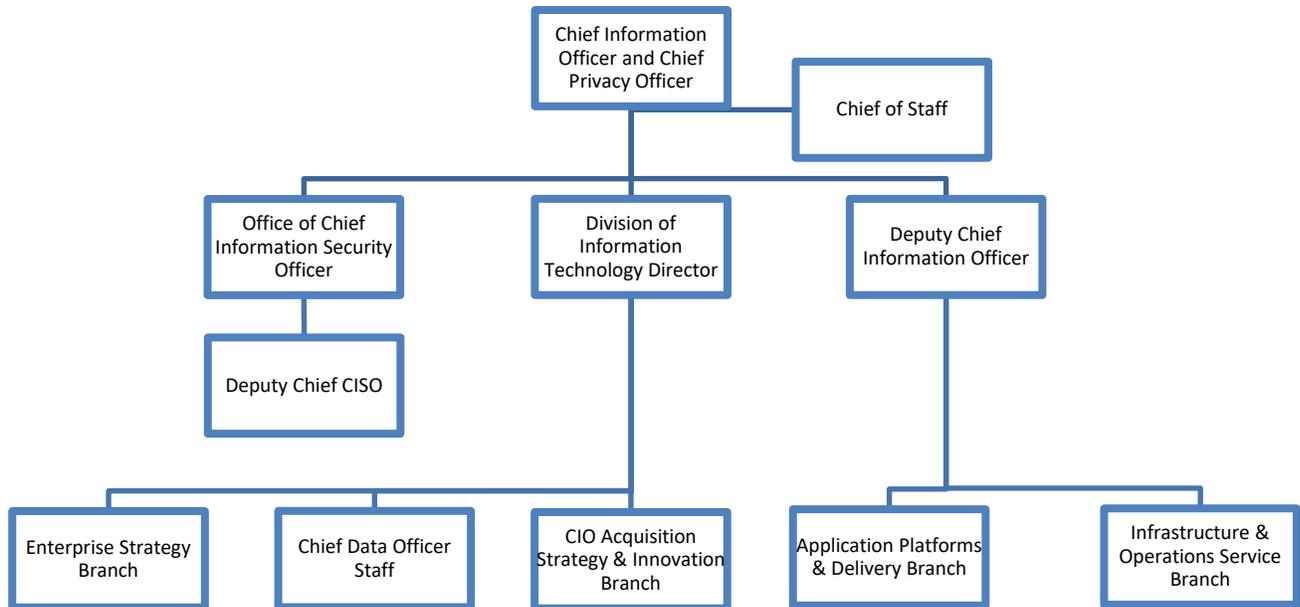 Chief Information
Officer and Chief
Privacy Officer
Chief of Staff
Office of Chief
Information Security
Officer
Division of
Information
Technology Director
Deputy Chief
Information Officer
Deputy Chief CISO
Enterprise Strategy
Branch
Chief Data Officer
Staff
CIO Acquisition
Strategy & Innovation
Branch
Application Platforms
& Delivery Branch
Infrastructure &
Operations Service
Branch